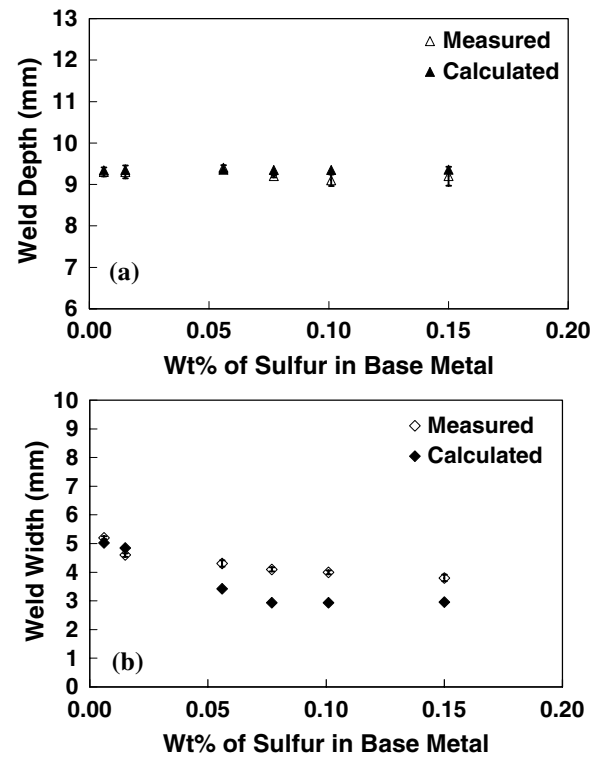 13
12
11
10
9
8
7
6
Weld Depth (mm)
△ Measured
▲ Calculated
(a)
0.00 0.05 0.10 0.15 0.20
Wt% of Sulfur in Base Metal
10
9
8
7
6
5
4
3
2
1
0
Weld Width (mm)
◇ Measured
◆ Calculated
(b)
0.00 0.05 0.10 0.15 0.20
Wt% of Sulfur in Base Metal